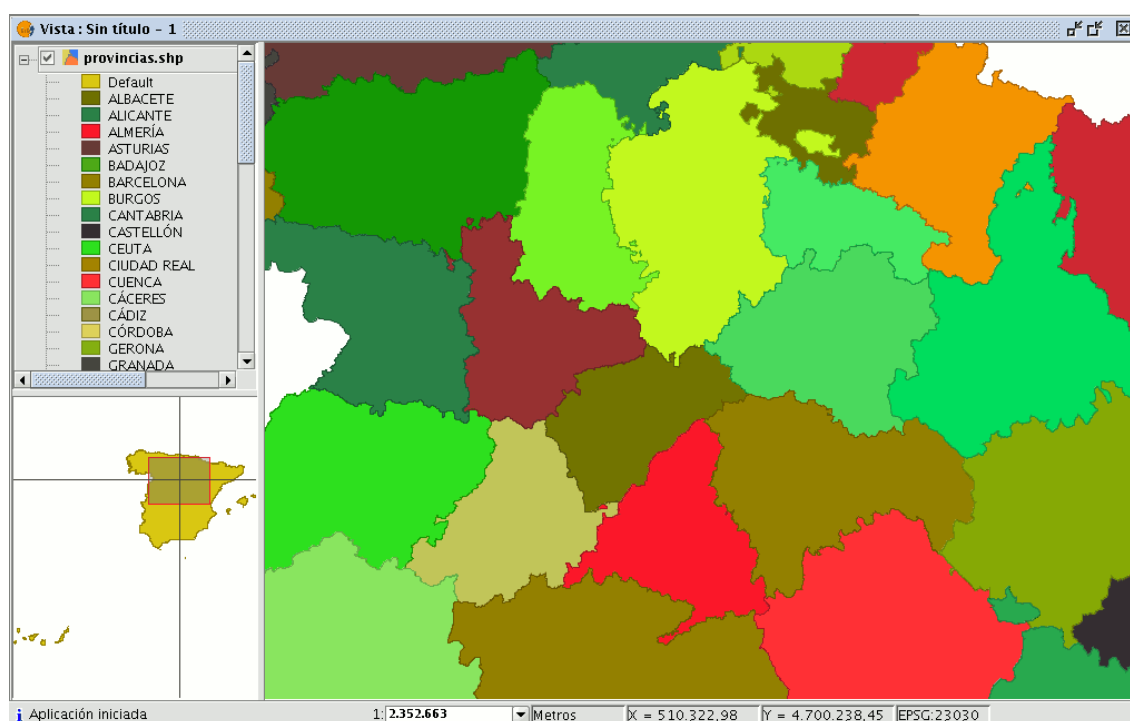 Vista : Sin título - 1
provincias.shp
Default
ALBACETE
ALICANTE
ALMERÍA
ASTURIAS
BADAJOZ
BARCELONA
BURGOS
CANTABRIA
CASTELLÓN
CEUTA
CIUDAD REAL
CUENCA
CÁCERES
CÁDIZ
CÓRDOBA
GERONA
GRANADA
Aplicación iniciada 1: 2.352.663 Metros X = 510.322,98 Y = 4.700.238,45 EPSG:23030